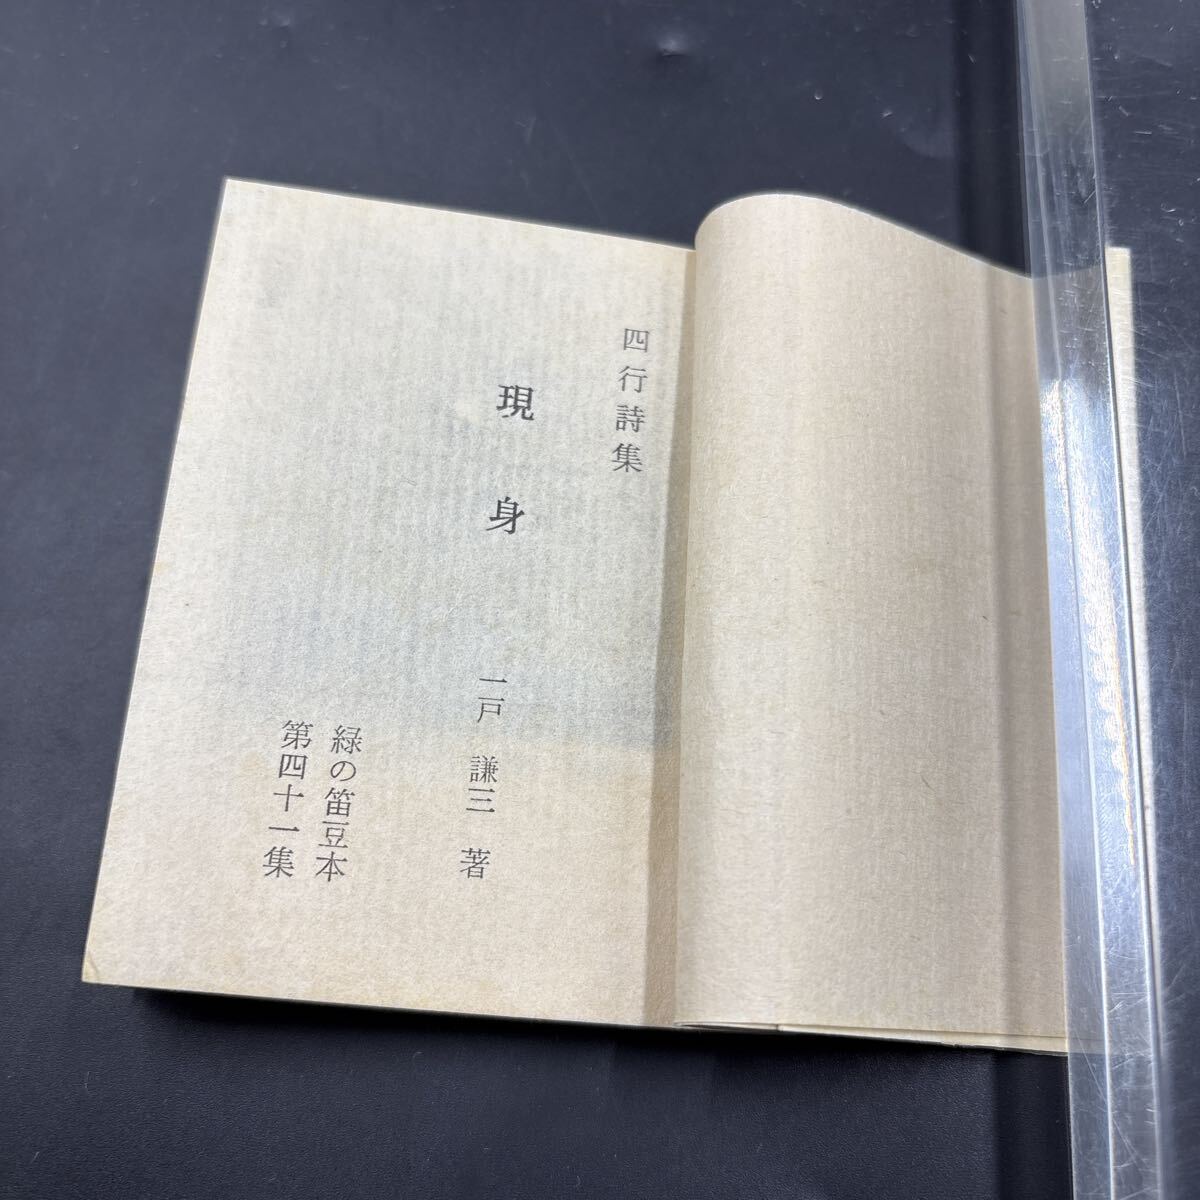 四行詩集
現身
一戸謙三著
緑の笛豆本
第四十一集